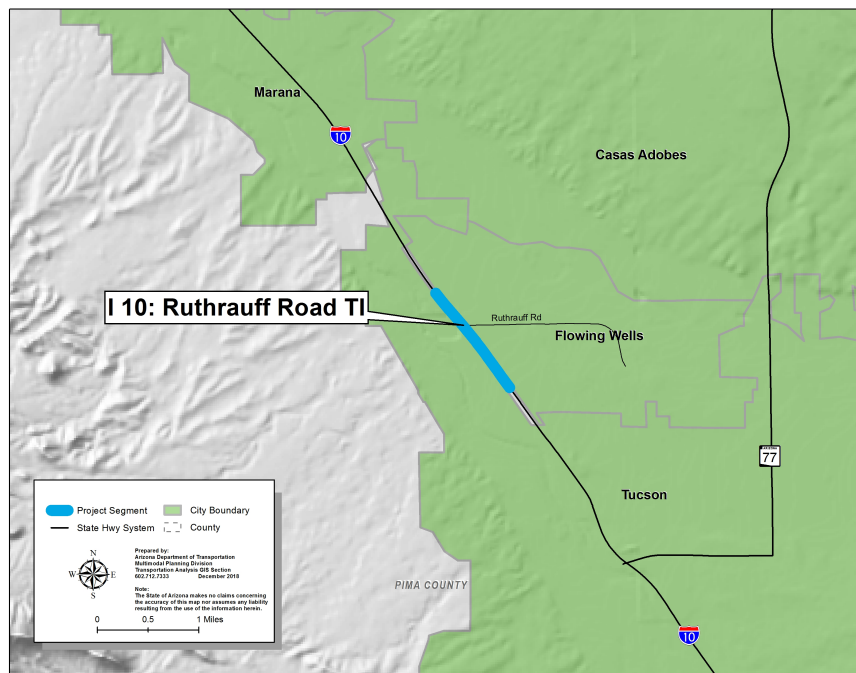 Marana
10
Casas Adobes
I 10: Ruthrauff Road TI
Ruthrauff Rd
Flowing Wells
ARIZONA
77
Tucson
Project Segment
City Boundary
State Hwy System
County
N
W E
S
Prepared by:
Arizona Department of Transportation
Multimodal Planning Division
Transportation Analysis GIS Section
602.712.7333 December 2018
Note:
The State of Arizona makes no claims concerning
the accuracy of this map nor assumes any liability
resulting from the use of the information herein.
0 0.5 1 Miles
PIMA COUNTY
10